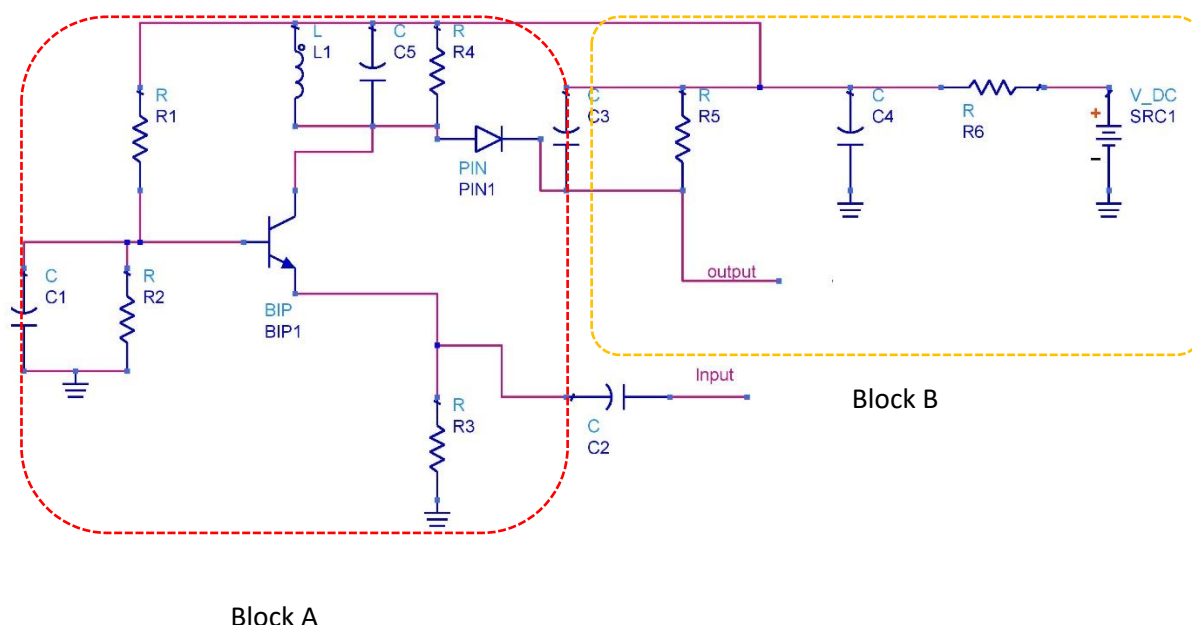 L
L1
C
C5
R
R4
R
R1
C
C3
R
R5
C
C4
R
R6
V_DC
SRC1
+
−
PIN
PIN1
C
C1
R
R2
BIP
BIP1
output
Input
R
R3
C
C2
Block B
Block A